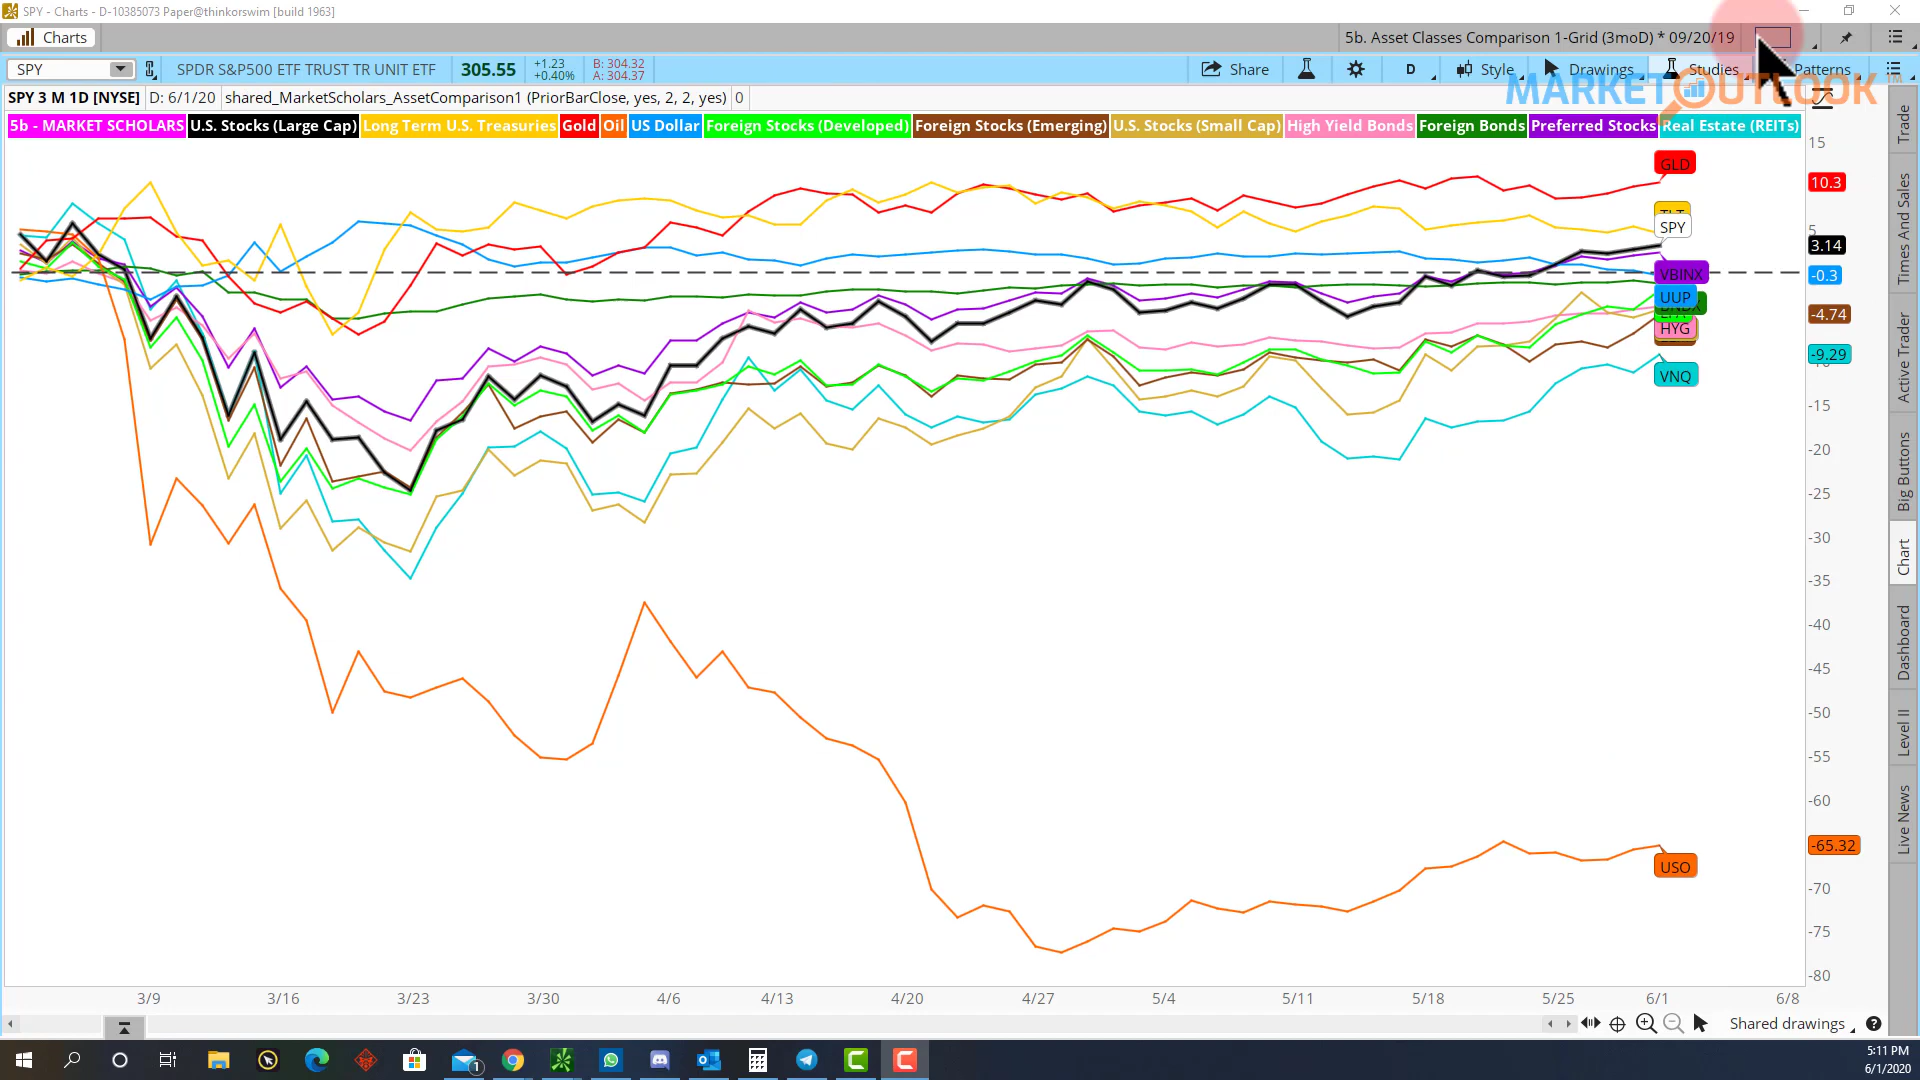 SPY - Charts - D-10385073 Paper@thinkorswim [build 1963]
Charts
5b. Asset Classes Comparison 1-Grid (3moD) * 09/20/19
SPY
SPDR S&P500 ETF TRUST TR UNIT ETF
305.55
+1.23
+0.40%
B: 304.32
A: 304.37
Share
D
Style
Drawings
Studies
Patterns
MARKET OUTLOOK
SPY 3 M 1D [NYSE]
D: 6/1/20
shared_MarketScholars_AssetComparison1 (PriorBarClose, yes, 2, 2, yes)
0
5b - MARKET SCHOLARS
U.S. Stocks (Large Cap)
Long Term U.S. Treasuries
Gold
Oil
US Dollar
Foreign Stocks (Developed)
Foreign Stocks (Emerging)
U.S. Stocks (Small Cap)
High Yield Bonds
Foreign Bonds
Preferred Stocks
Real Estate (REITs)
15
GLD
10.3
TLT
SPY
5
3.14
VBINX
-0.3
UUP
BNDX
EFA
-4.74
HYG
-9.29
VNQ
-15
-20
-25
-30
-35
-40
-45
-50
-55
-60
-65.32
USO
-70
-75
-80
3/9
3/16
3/23
3/30
4/6
4/13
4/20
4/27
5/4
5/11
5/18
5/25
6/1
6/8
Shared drawings
Trade
Times And Sales
Active Trader
Big Buttons
Chart
Dashboard
Level II
Live News
1
5:11 PM
6/1/2020